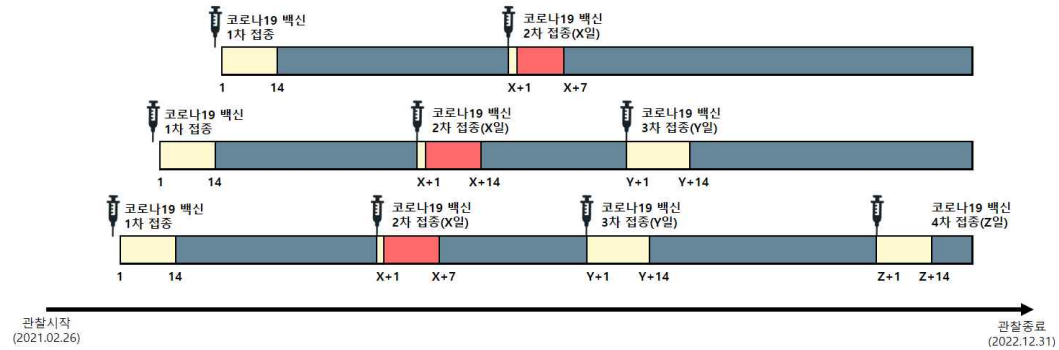 코로나19 백신
1차 접종
코로나19 백신
2차 접종(X일)
1
14
X+1
X+7
코로나19 백신
1차 접종
코로나19 백신
2차 접종(X일)
코로나19 백신
3차 접종(Y일)
1
14
X+1
X+14
Y+1
Y+14
코로나19 백신
1차 접종
코로나19 백신
2차 접종(X일)
코로나19 백신
3차 접종(Y일)
코로나19 백신
4차 접종(Z일)
1
14
X+1
X+7
Y+1
Y+14
Z+1
Z+14
관찰시작
(2021.02.26)
관찰종료
(2022.12.31)